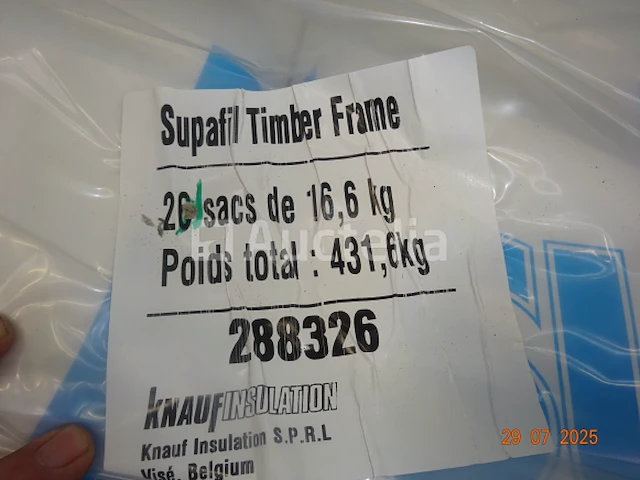 Supafil Timber Frame
sacs de 16,6 kg
Poids total : 431,6kg
Auctelia
288326
KNAUFINSULATION
Knauf Insulation S.P.R.L
Visé, Belgium
29 07 2025